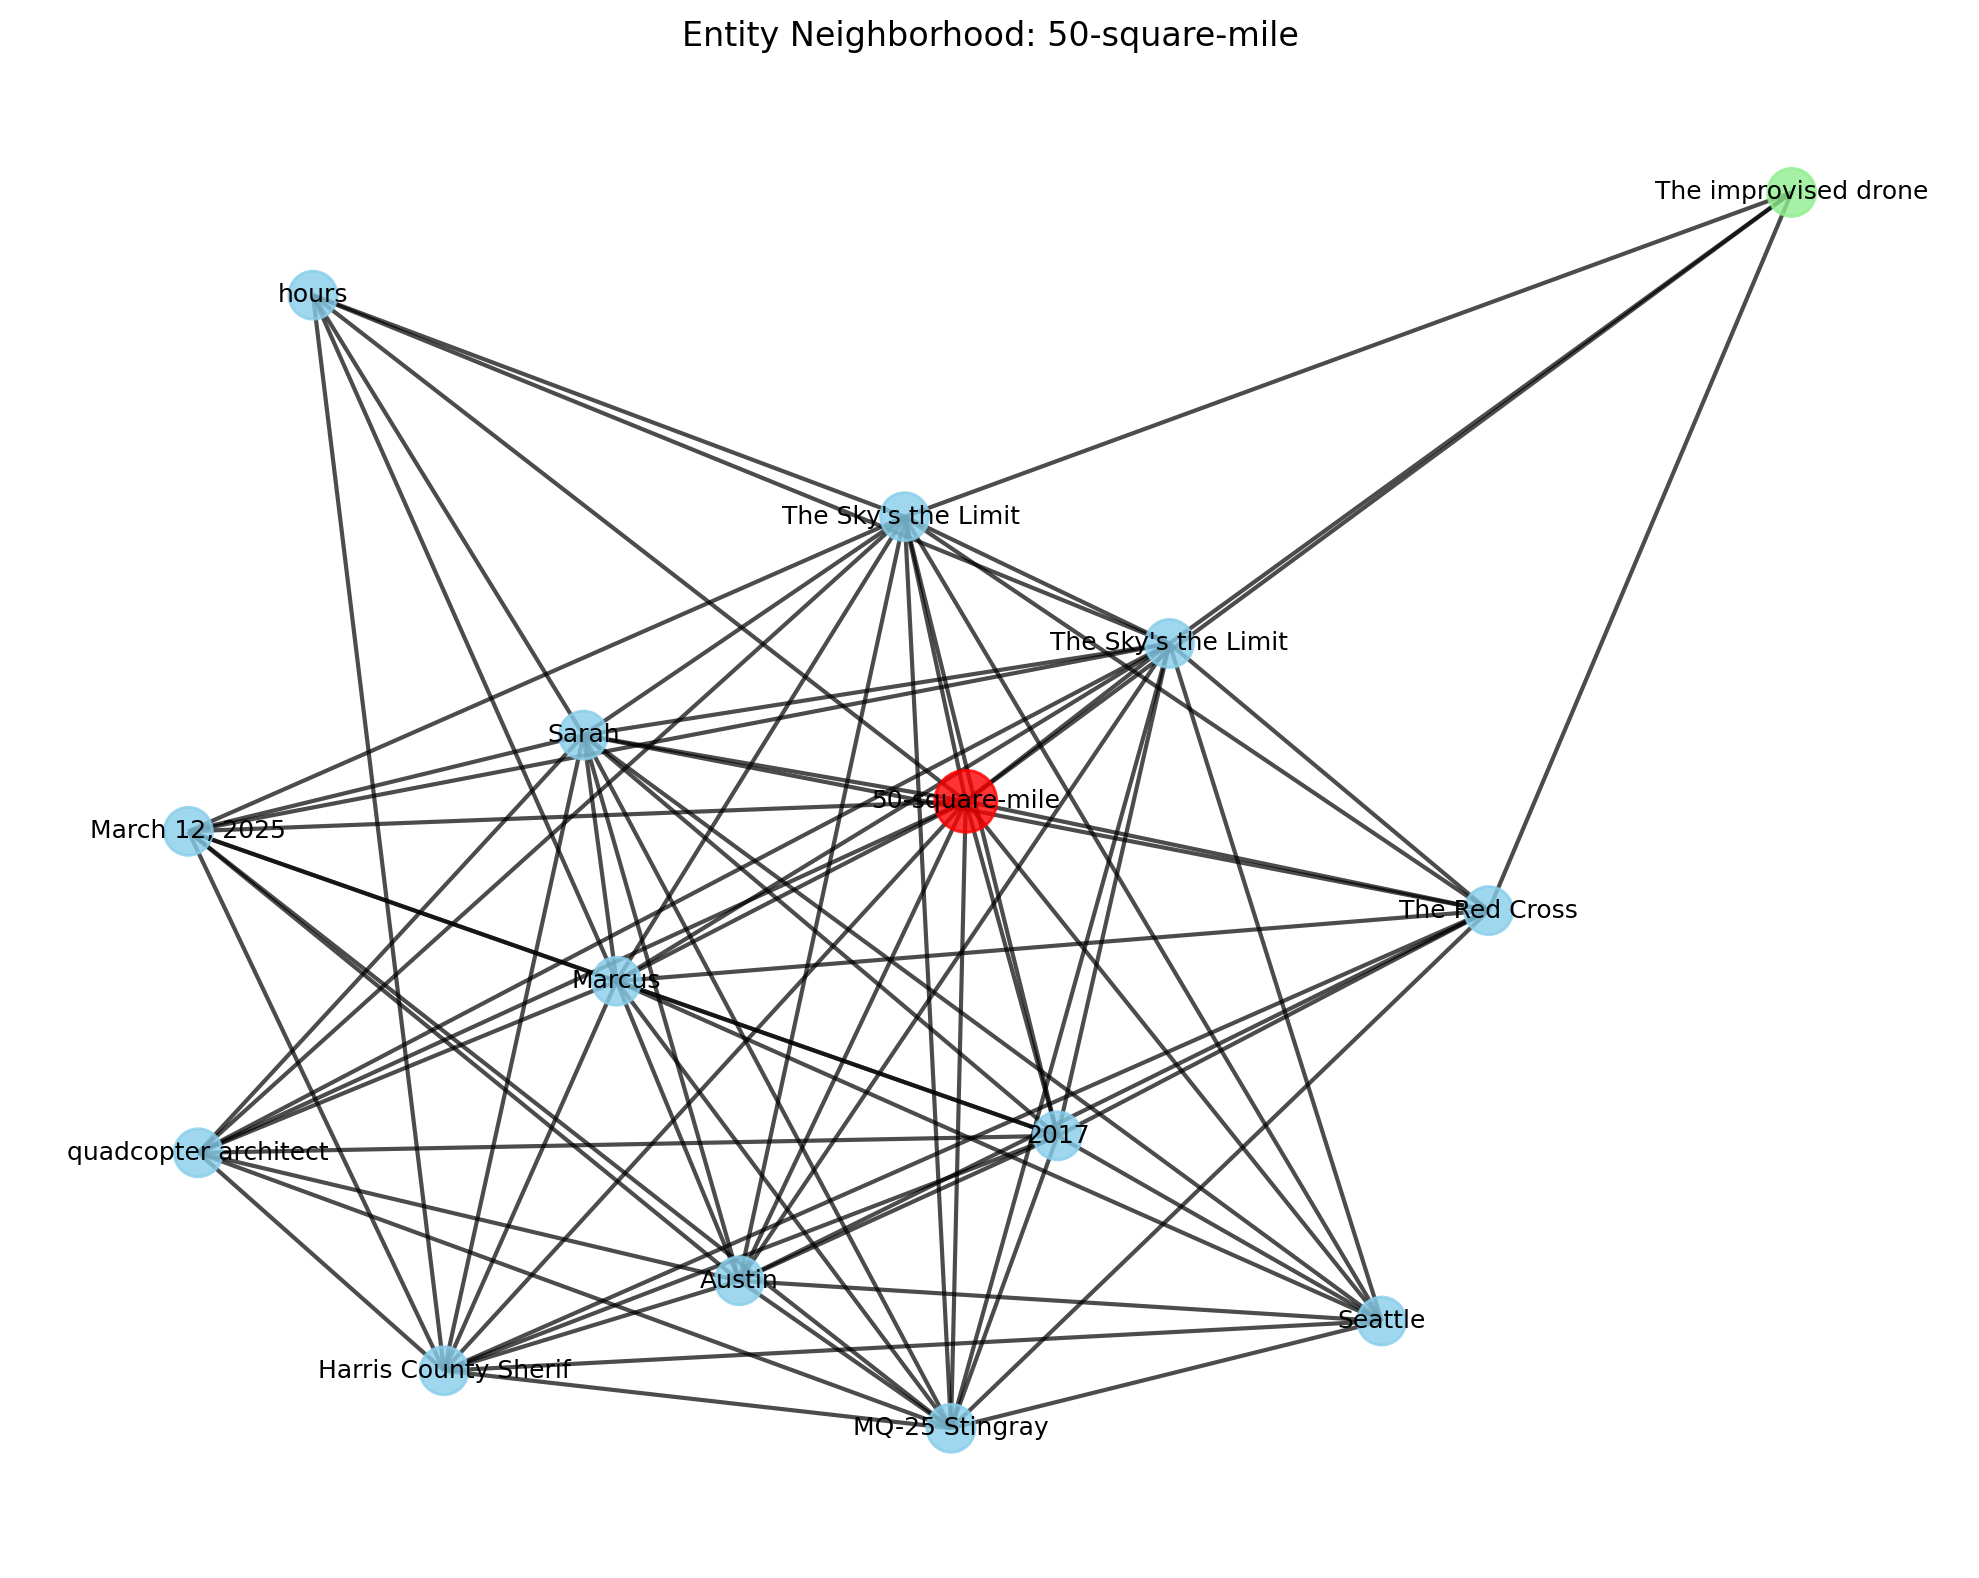 Entity Neighborhood: 50-square-mile
The improvised drone
hours
The Sky's the Limit
The Sky's the Limit
Sarah
50-square-mile
March 12, 2025
The Red Cross
Marcus
2017
quadcopter architect
Austin
Seattle
Harris County Sherif
MQ-25 Stingray